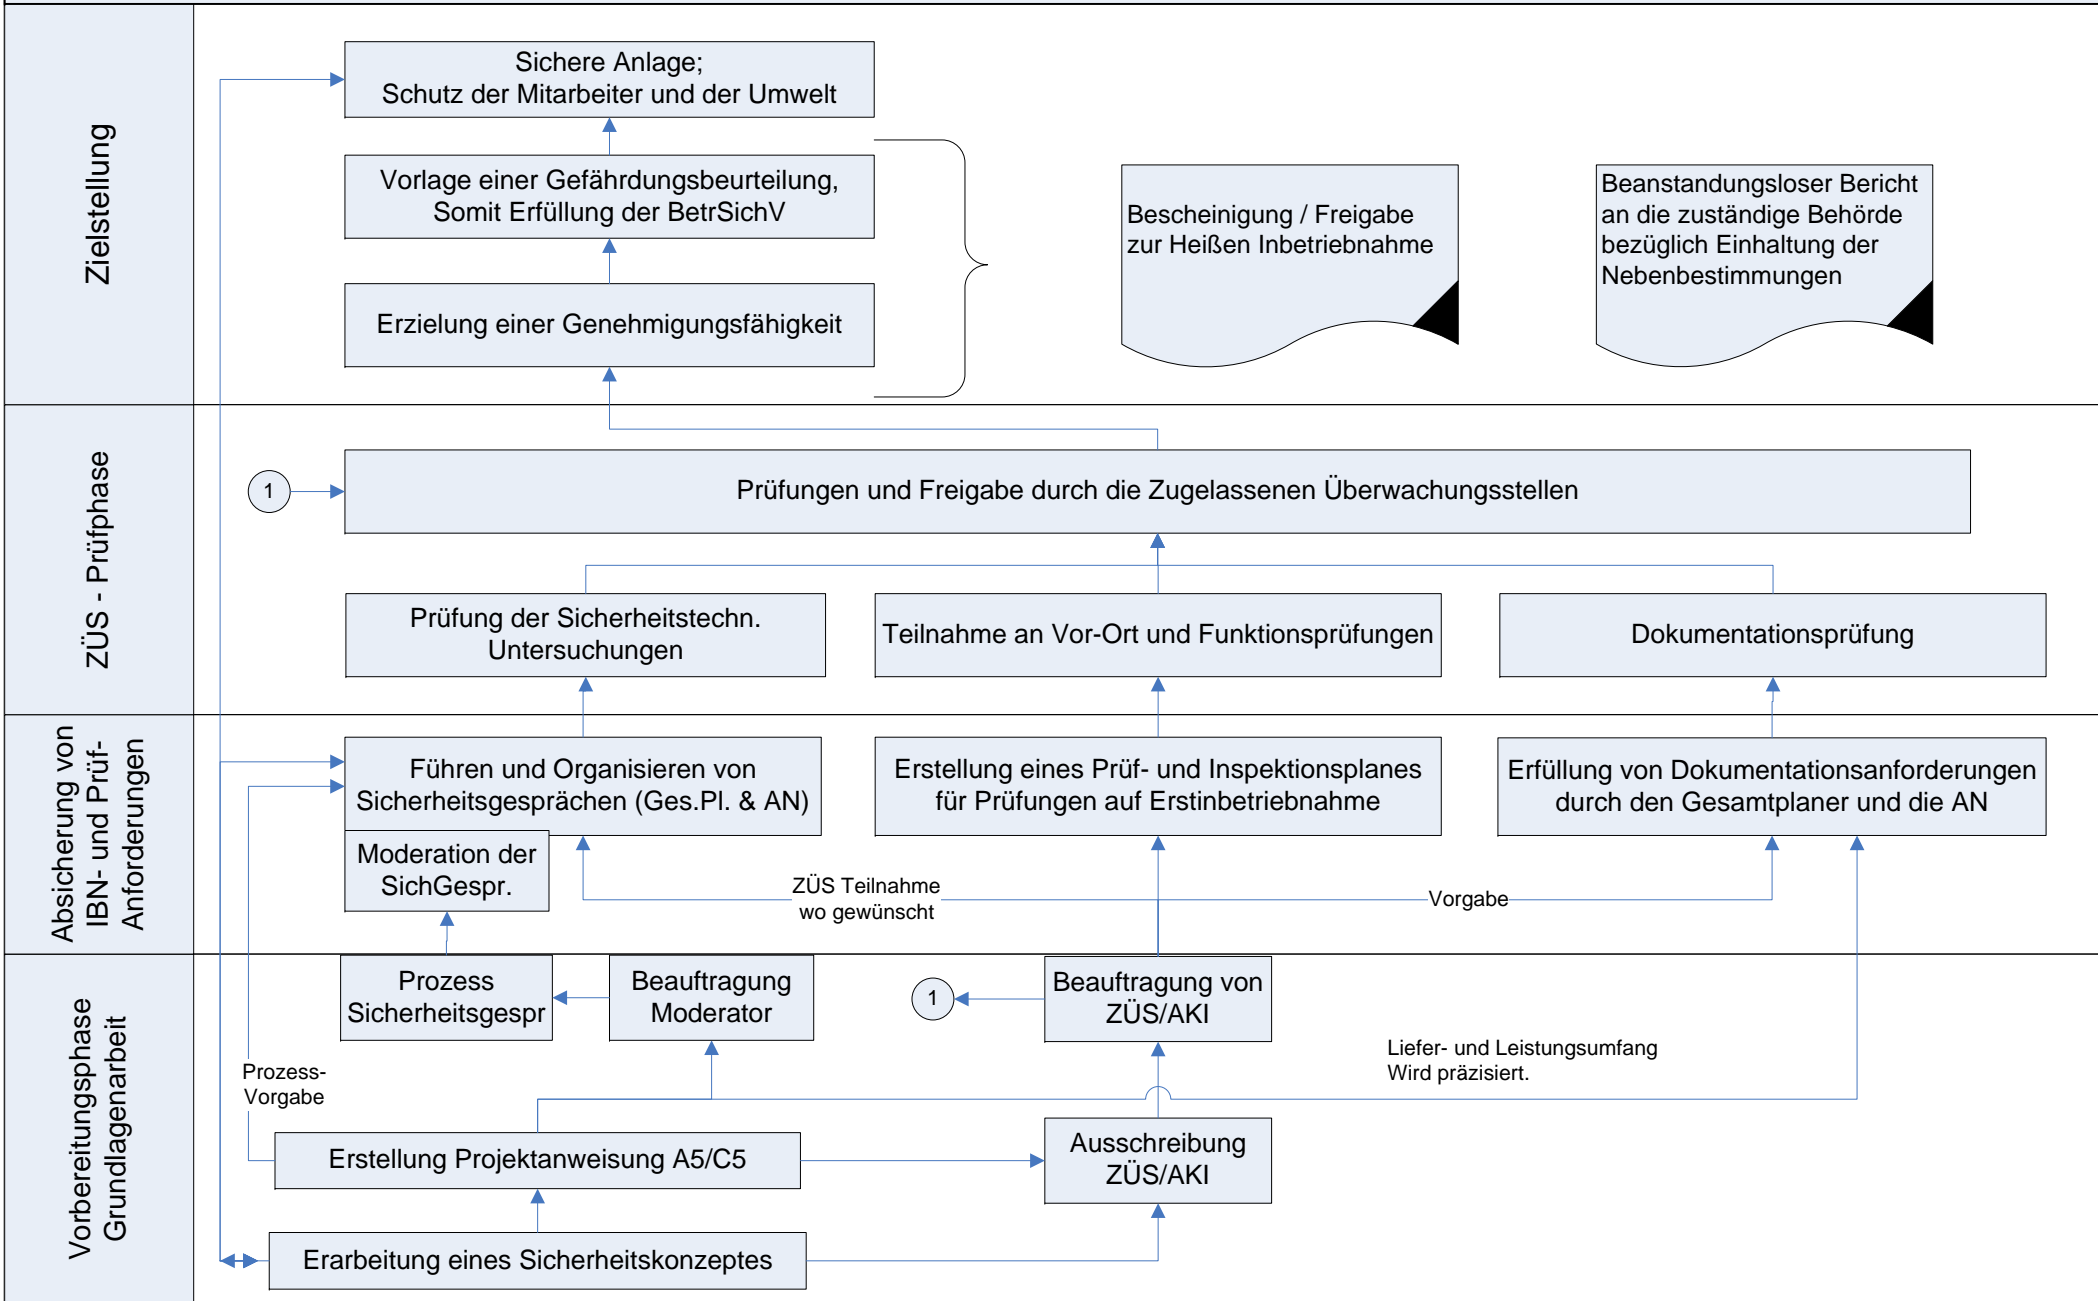 Zielstellung
Sichere Anlage;
Schutz der Mitarbeiter und der Umwelt
Vorlage einer Gefährdungsbeurteilung,
Somit Erfüllung der BetrSichV
Erzielung einer Genehmigungsfähigkeit
Bescheinigung / Freigabe
zur Heißen Inbetriebnahme
Beanstandungsloser Bericht
an die zuständige Behörde
bezüglich Einhaltung der
Nebenbestimmungen
ZÜS - Prüfphase
1
Prüfungen und Freigabe durch die Zugelassenen Überwachungsstellen
Prüfung der Sicherheitstechn.
Untersuchungen
Teilnahme an Vor-Ort und Funktionsprüfungen
Dokumentationsprüfung
Absicherung von
IBN- und Prüf-
Anforderungen
Führen und Organisieren von
Sicherheitsgesprächen (Ges.Pl. & AN)
Moderation der
SichGespr.
Erstellung eines Prüf- und Inspektionsplanes
für Prüfungen auf Erstinbetriebnahme
Erfüllung von Dokumentationsanforderungen
durch den Gesamtplaner und die AN
ZÜS Teilnahme
wo gewünscht
Vorgabe
Vorbereitungsphase
Grundlagenarbeit
Prozess
Sicherheitsgespr
Beauftragung
Moderator
1
Beauftragung von
ZÜS/AKI
Liefer- und Leistungsumfang
Wird präzisiert.
Prozess-
Vorgabe
Erstellung Projektanweisung A5/C5
Ausschreibung
ZÜS/AKI
Erarbeitung eines Sicherheitskonzeptes